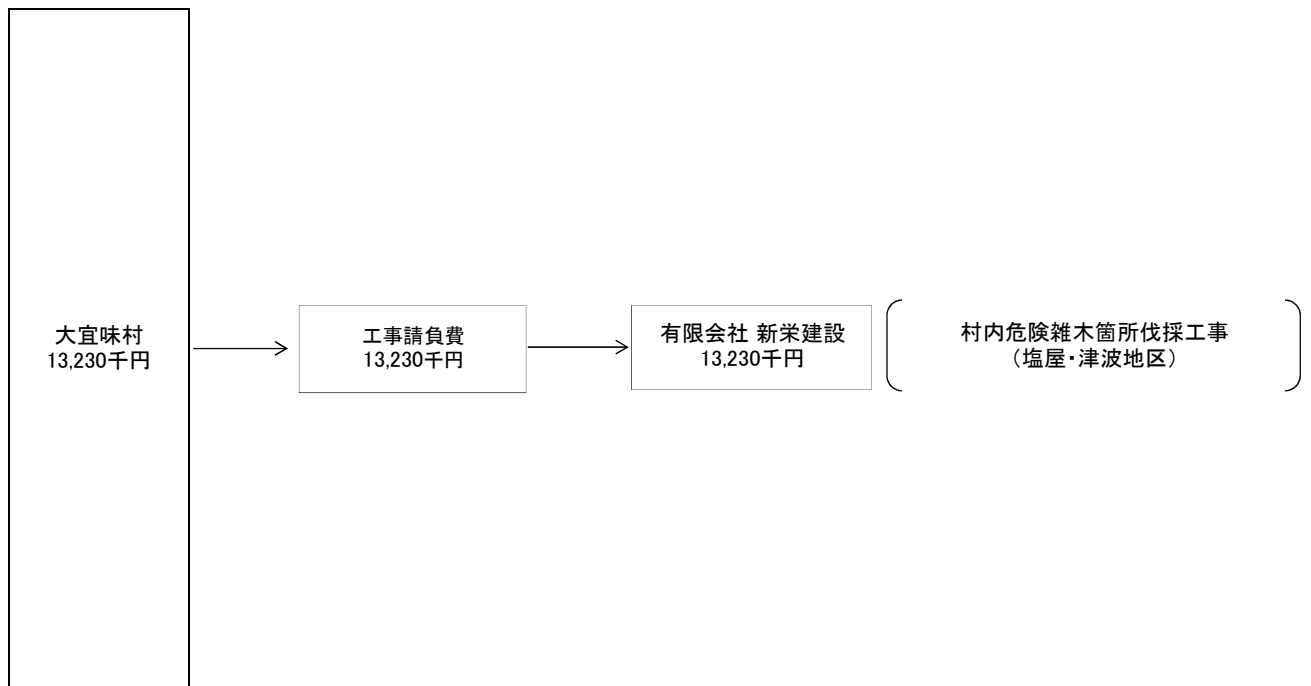 大宜味村
13,230千円
工事請負費
13,230千円
有限会社 新栄建設
13,230千円
村内危険雑木箇所伐採工事
（塩屋・津波地区）